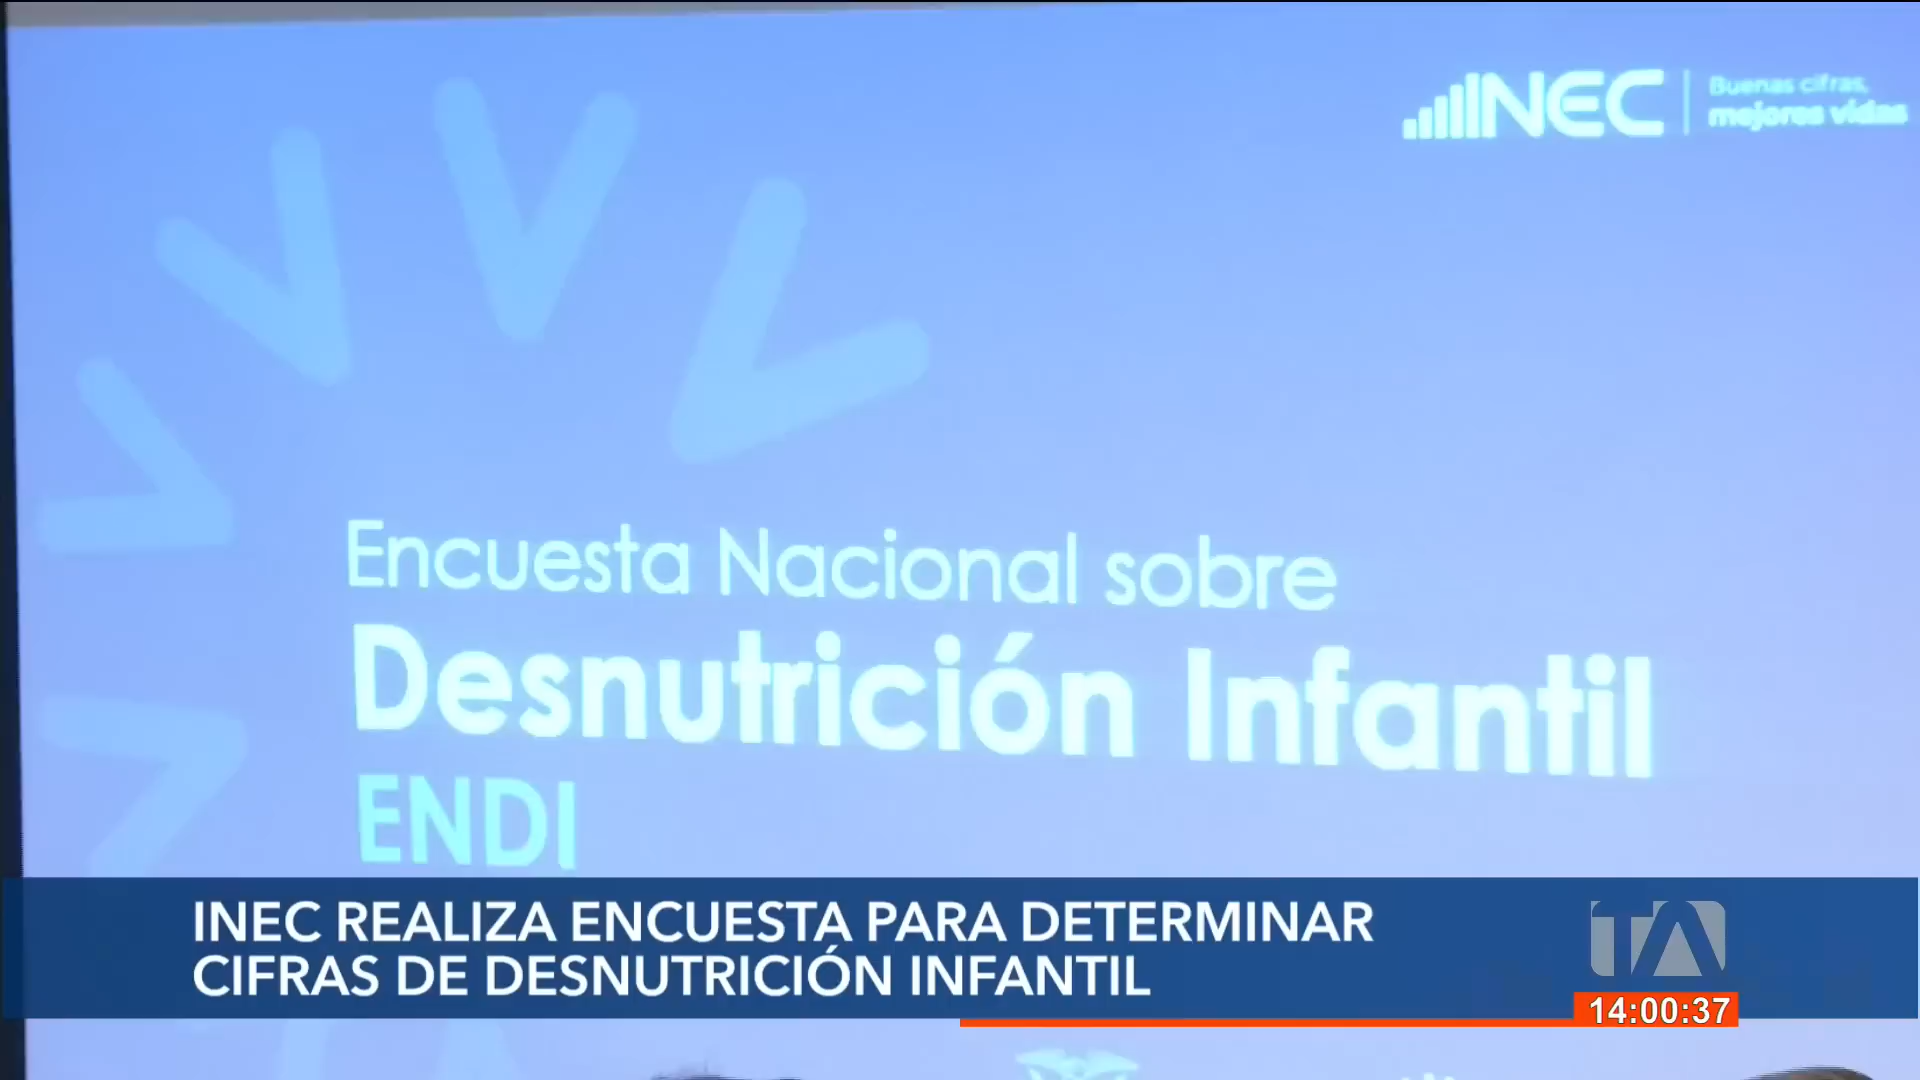 INEC
Buenas cifras,
mejores vidas
Encuesta Nacional sobre
Desnutrición Infantil
ENDI
INEC REALIZA ENCUESTA PARA DETERMINAR
CIFRAS DE DESNUTRICIÓN INFANTIL
TA
14:00:37